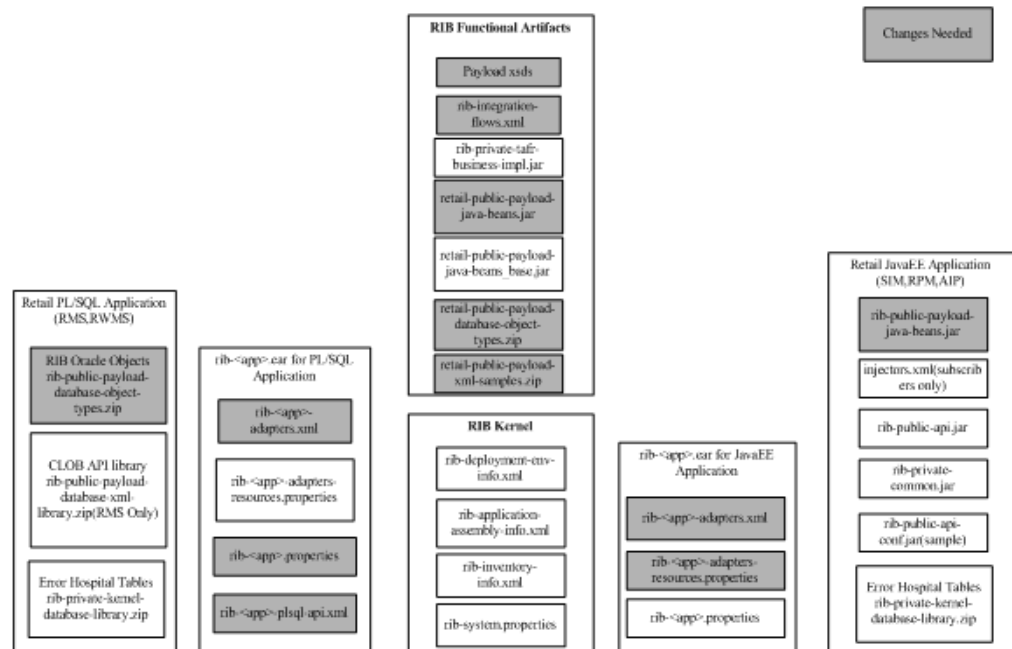 RIB Functional Artifacts
Payload xsds
rib-integration-
flows.xml
rib-private-tafr-
business-impl.jar
retail-public-payload-
java-beans.jar
retail-public-payload-
java-beans_base.jar
retail-public-payload-
database-object-
types.zip
retail-public-payload-
xml-samples.zip
Changes Needed
Retail PL/SQL Application
(RMS,RWMS)
RIB Oracle Objects
rib-public-payload-
database-object-
types.zip
CLOB API library
rib-public-payload-
database-xml-
library.zip(RMS Only)
Error Hospital Tables
rib-private-kernel-
database-library.zip
rib-<app>.ear for PL/SQL
Application
rib-<app>-
adapters.xml
rib-<app>-adapters-
resources.properties
rib-<app>.properties
rib-<app>-plsql-api.xml
RIB Kernel
rib-deployment-env-
info.xml
rib-application-
assembly-info.xml
rib-inventory-
info.xml
rib-system.properties
rib-<app>.ear for JavaEE
Application
rib-<app>-adapters.xml
rib-<app>-adapters-
resources.properties
rib-<app>.properties
Retail JavaEE Application
(SIM,RPM,AIP)
rib-public-payload-
java-beans.jar
injectors.xml(subscrib
ers only)
rib-public-api.jar
rib-private-
common.jar
rib-public-api-
conf.jar(sample)
Error Hospital Tables
rib-private-kernel-
database-library.zip